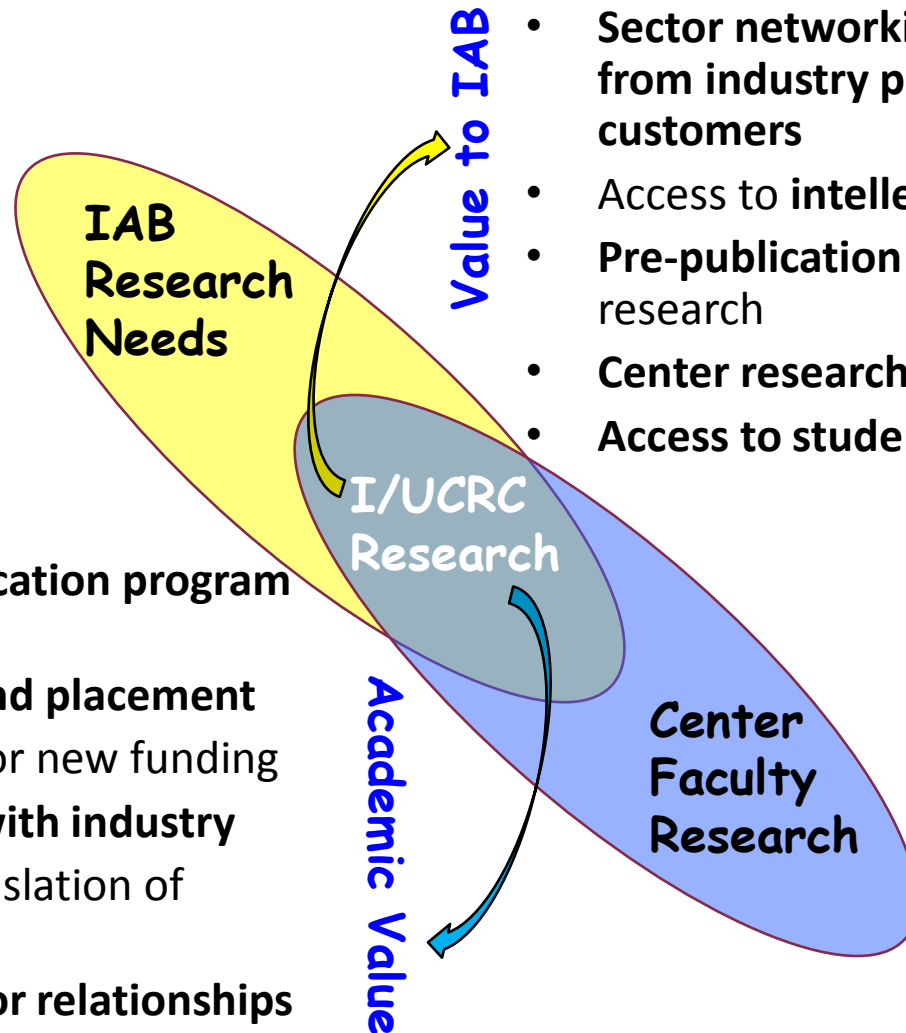 Value to IAB
• Sector networki
from industry p
customers
• Access to intelle
• Pre-publication
research
• Center research
• Access to stude
IAB
Research
Needs
I/UCRC
Research
Center
Faculty
Research
Academic Value
cation program
nd placement
or new funding
with industry
slation of
or relationships